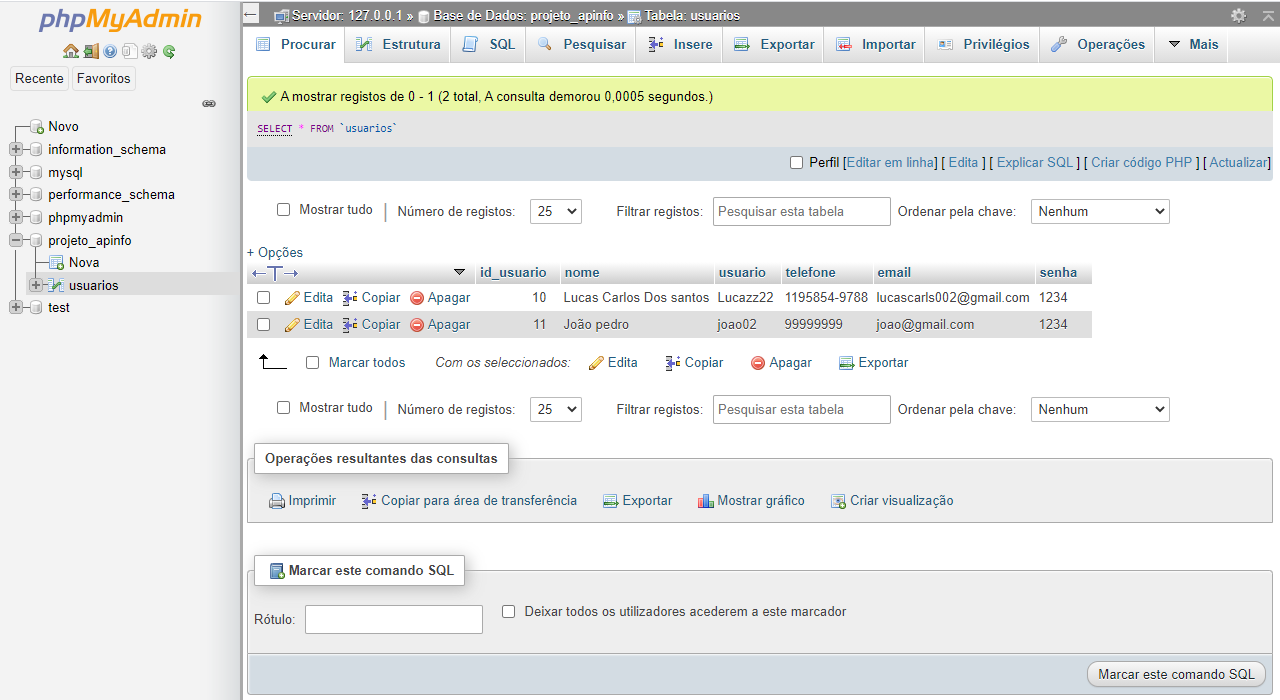 phpMyAdmin
Recente Favoritos
Novo
information_schema
mysql
performance_schema
phpmyadmin
projeto_apinfo
Nova
usuarios
test
Servidor: 127.0.0.1 » Base de Dados: projeto_apinfo » Tabela: usuarios
Procurar Estrutura SQL Pesquisar Insere Exportar Importar Privilégios Operações Mais
A mostrar registos de 0 - 1 (2 total, A consulta demorou 0,0005 segundos.)
SELECT * FROM `usuarios`
Perfil [Editar em linha] [ Edita ] [ Explicar SQL ] [ Criar código PHP ] [ Actualizar]
Mostrar tudo | Número de registos: 25 Filtrar registos: Pesquisar esta tabela Ordenar pela chave: Nenhum
+ Opções
←T→ id_usuario nome usuario telefone email senha
Edita Copiar Apagar 10 Lucas Carlos Dos santos Lucazz22 1195854-9788 lucascarls002@gmail.com 1234
Edita Copiar Apagar 11 João pedro joao02 99999999 joao@gmail.com 1234
Marcar todos Com os seleccionados: Edita Copiar Apagar Exportar
Mostrar tudo | Número de registos: 25 Filtrar registos: Pesquisar esta tabela Ordenar pela chave: Nenhum
Operações resultantes das consultas
Imprimir Copiar para área de transferência Exportar Mostrar gráfico Criar visualização
Marcar este comando SQL
Rótulo: Deixar todos os utilizadores acederem a este marcador
Marcar este comando SQL